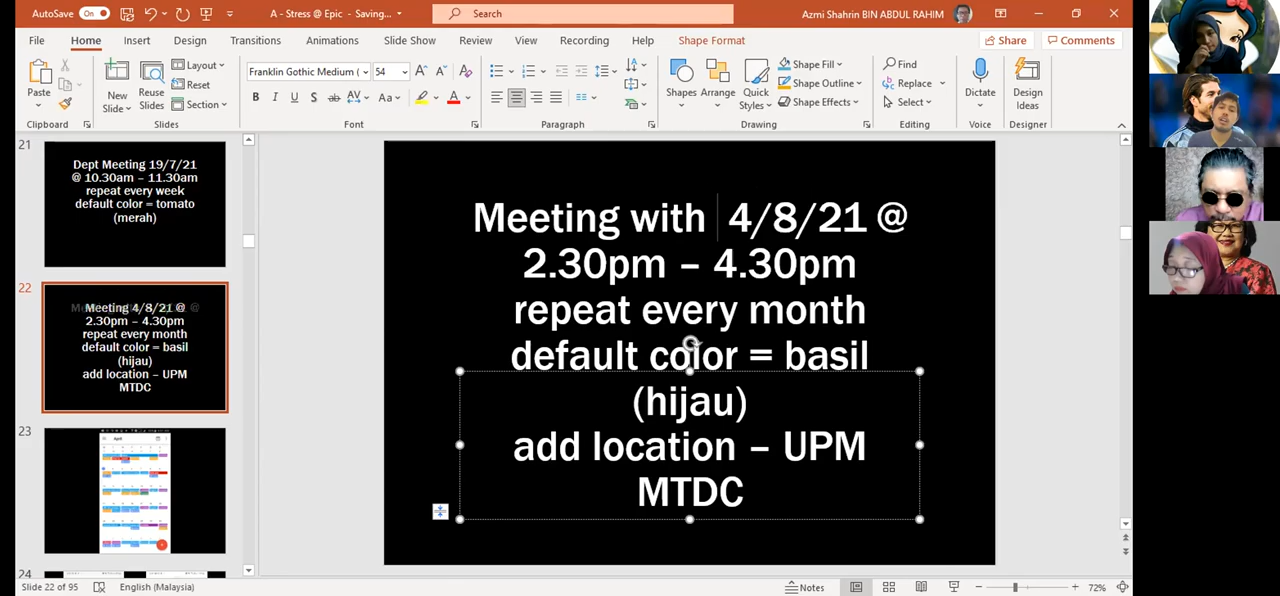 AutoSave On A - Stress @ Epic - Saving... Search Azmi Shahrin BIN ABDUL RAHIM
File Home Insert Design Transitions Animations Slide Show Review View Recording Help Shape Format Share Comments
Paste New Slide Reuse Slides Layout Reset Section
Franklin Gothic Medium ( 54
Shapes Arrange Quick Styles Shape Fill Shape Outline Shape Effects
Find Replace Select Dictate Design Ideas
Clipboard Slides Font Paragraph Drawing Editing Voice Designer
21
Dept Meeting 19/7/21
@ 10.30am – 11.30am
repeat every week
default color = tomato
(merah)
22
Meeting 4/8/21 @
2.30pm – 4.30pm
repeat every month
default color = basil
(hijau)
add location – UPM
MTDC
23
24
Meeting with 4/8/21 @
2.30pm – 4.30pm
repeat every month
default color = basil
(hijau)
add location – UPM
MTDC
Slide 22 of 95 English (Malaysia) Notes 72%